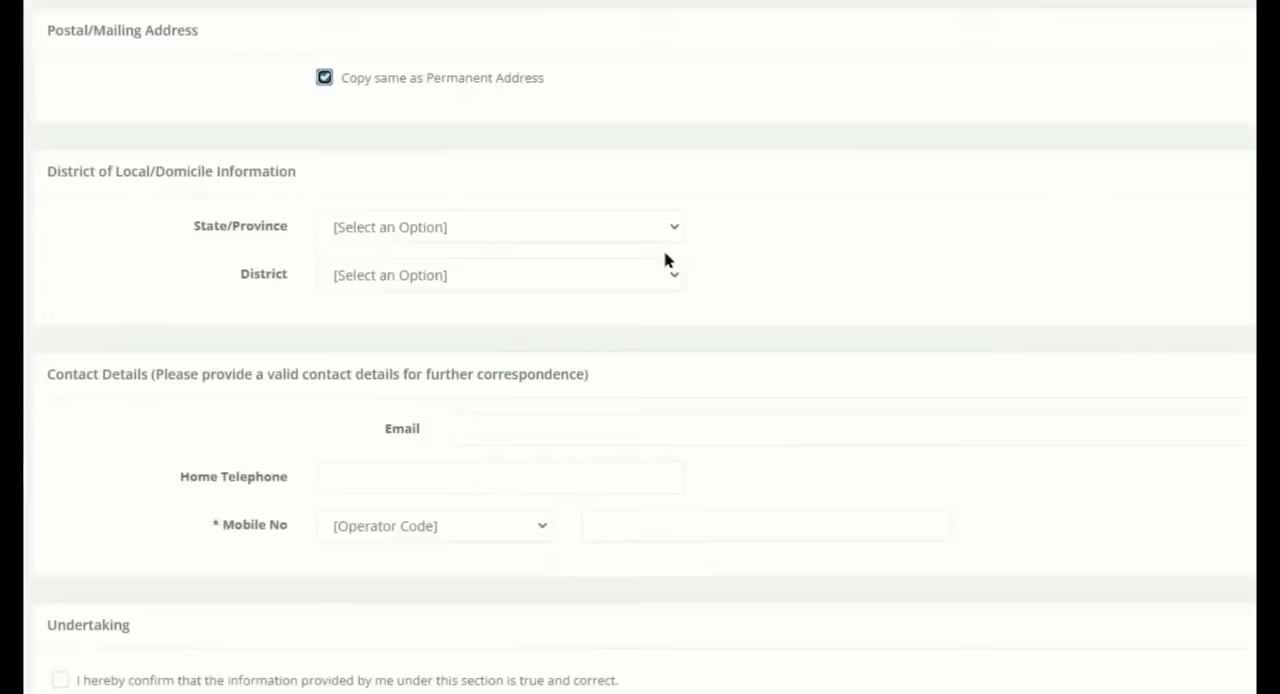 Postal/Mailing Address
Copy same as Permanent Address
District of Local/Domicile Information
State/Province [Select an Option]
District [Select an Option]
Contact Details (Please provide a valid contact details for further correspondence)
Email
Home Telephone
* Mobile No [Operator Code]
Undertaking
I hereby confirm that the information provided by me under this section is true and correct.